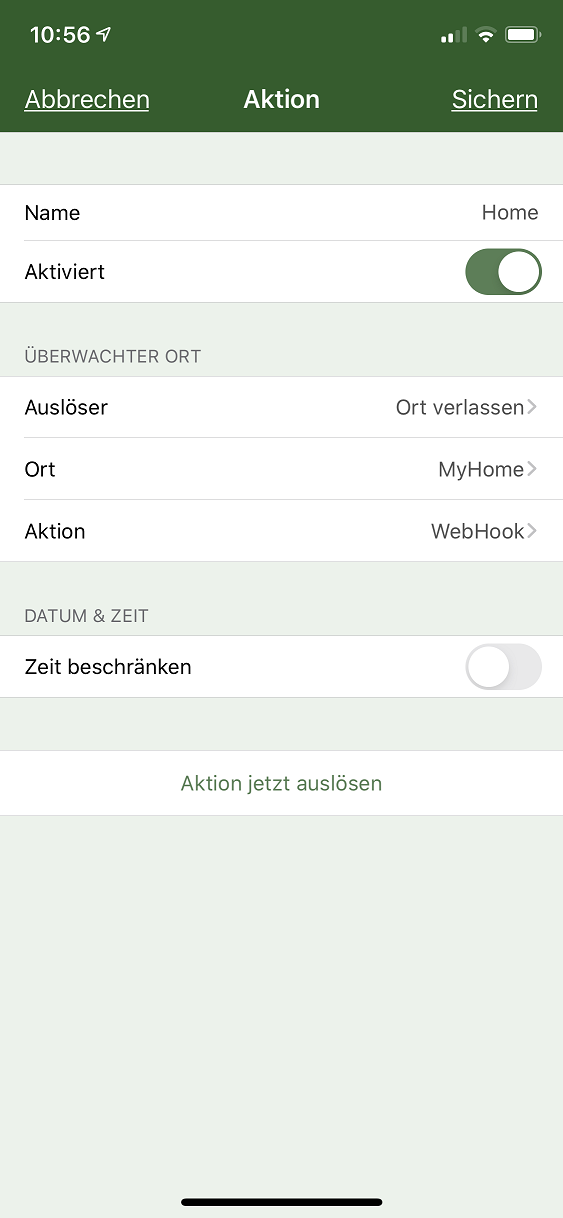 10:56
Abbrechen Aktion Sichern
Name Home
Aktiviert
ÜBERWACHTER ORT
Auslöser Ort verlassen
Ort MyHome
Aktion WebHook
DATUM & ZEIT
Zeit beschränken
Aktion jetzt auslösen